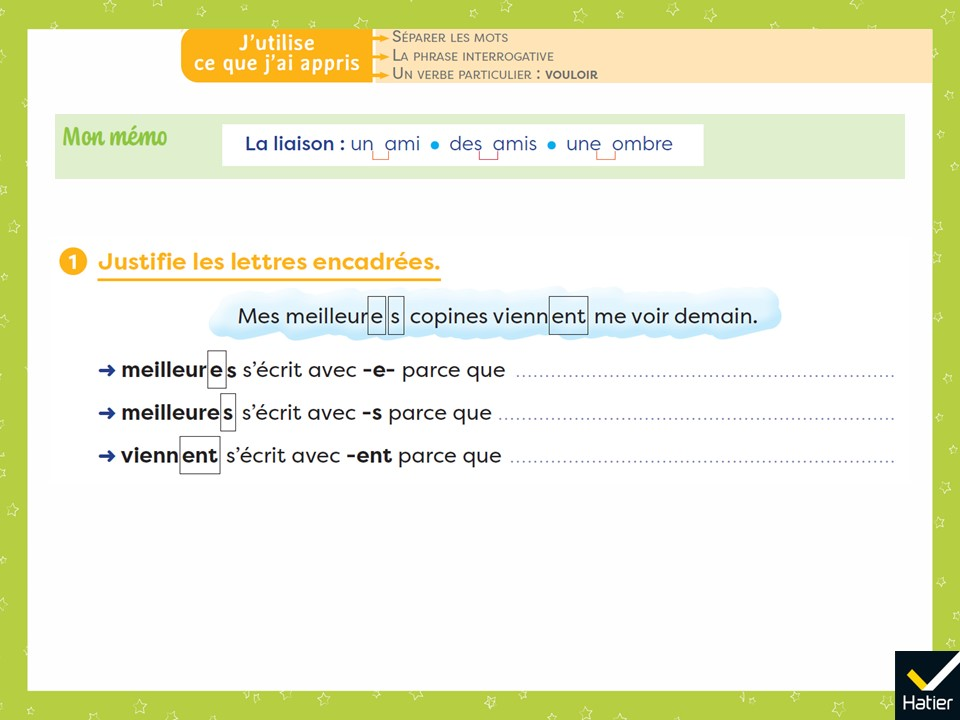 J'utilise
ce que j'ai appris
SÉPARER LES MOTS
LA PHRASE INTERROGATIVE
UN VERBE PARTICULIER : VOULOIR
Mon mémo
La liaison : un ami • des amis • une ombre
1 Justifie les lettres encadrées.
Mes meilleures copines viennent me voir demain.
➜ meilleures s'écrit avec -e- parce que ..........
➜ meilleures s'écrit avec -s parce que ..........
➜ viennent s'écrit avec -ent parce que ..........
Hatier